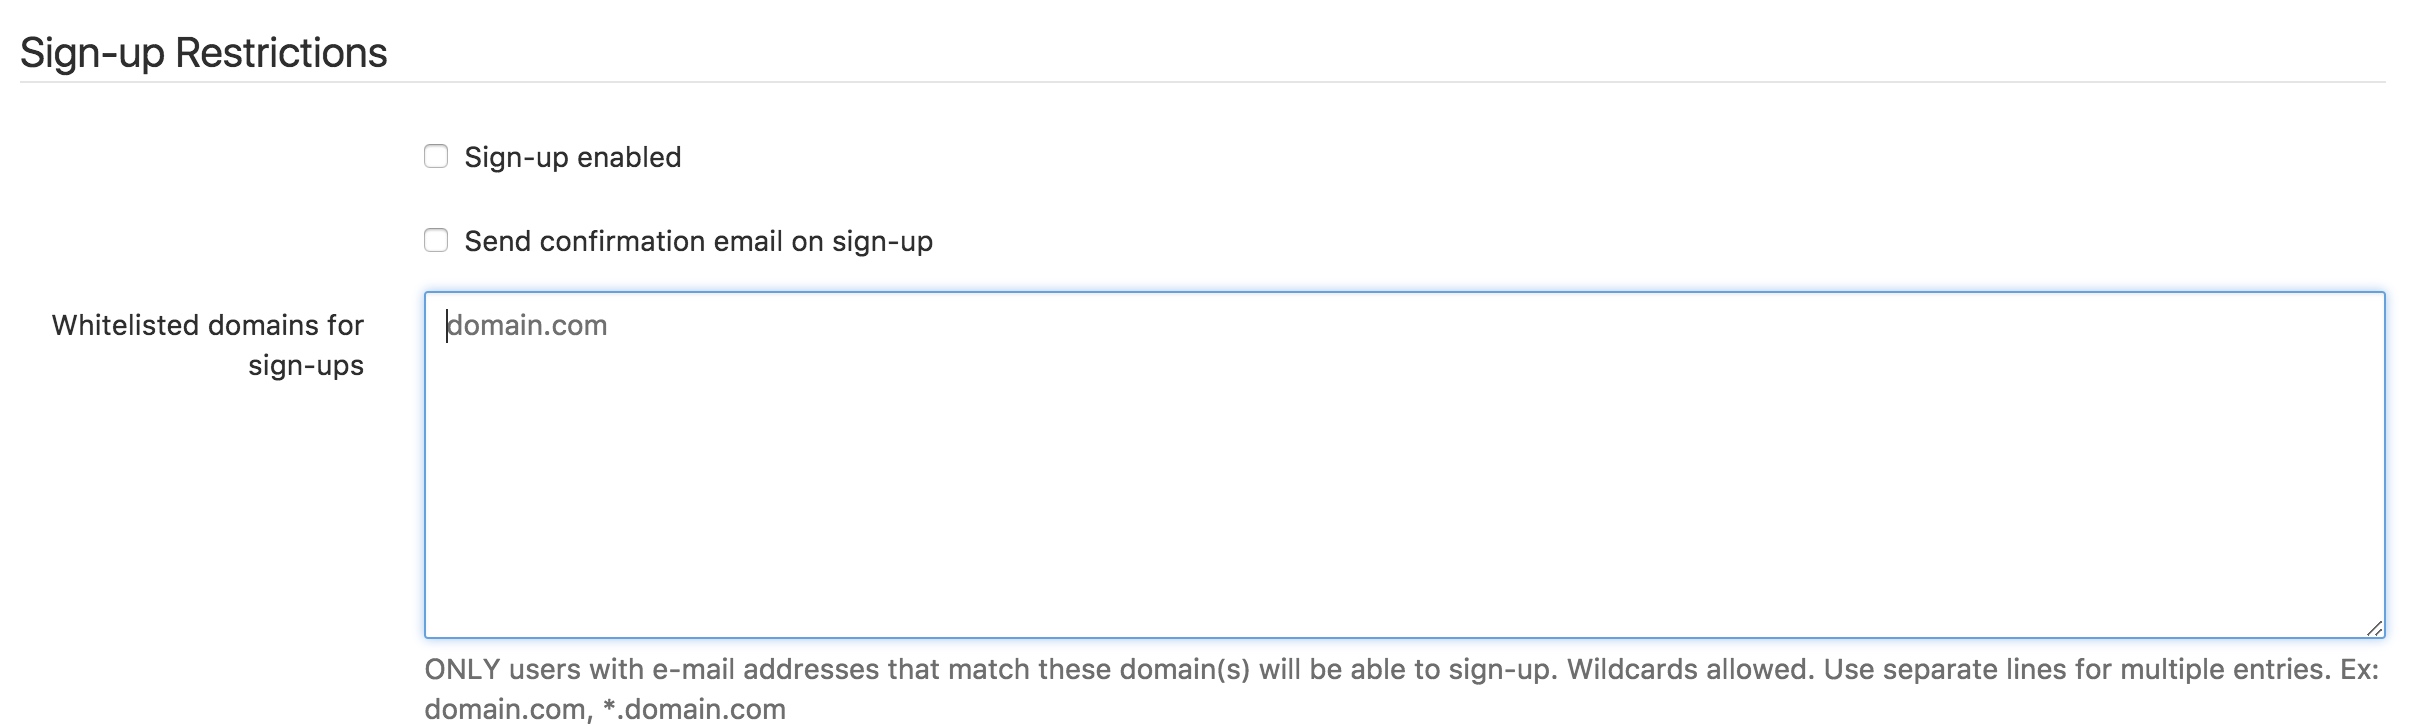 Sign-up Restrictions
Sign-up enabled
Send confirmation email on sign-up
Whitelisted domains for
sign-ups
domain.com
ONLY users with e-mail addresses that match these domain(s) will be able to sign-up. Wildcards allowed. Use separate lines for multiple entries. Ex:
domain.com, *.domain.com